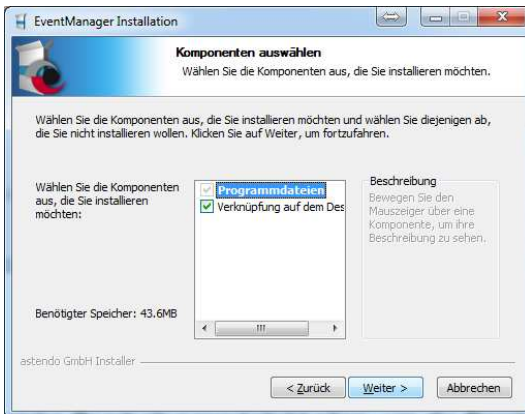 EventManager Installation
Komponenten auswählen
Wählen Sie die Komponenten aus, die Sie installieren möchten.
Wählen Sie die Komponenten aus, die Sie installieren möchten und wählen Sie diejenigen ab,
die Sie nicht installieren wollen. Klicken Sie auf Weiter, um fortzufahren.
Wählen Sie die Komponenten
aus, die Sie installieren
möchten:
Programmdateien
Verknüpfung auf dem Des
Beschreibung
Bewegen Sie den
Mauszeiger über eine
Komponente, um ihre
Beschreibung zu sehen.
Benötigter Speicher: 43.6MB
astendo GmbH Installer
< Zurück
Weiter >
Abbrechen